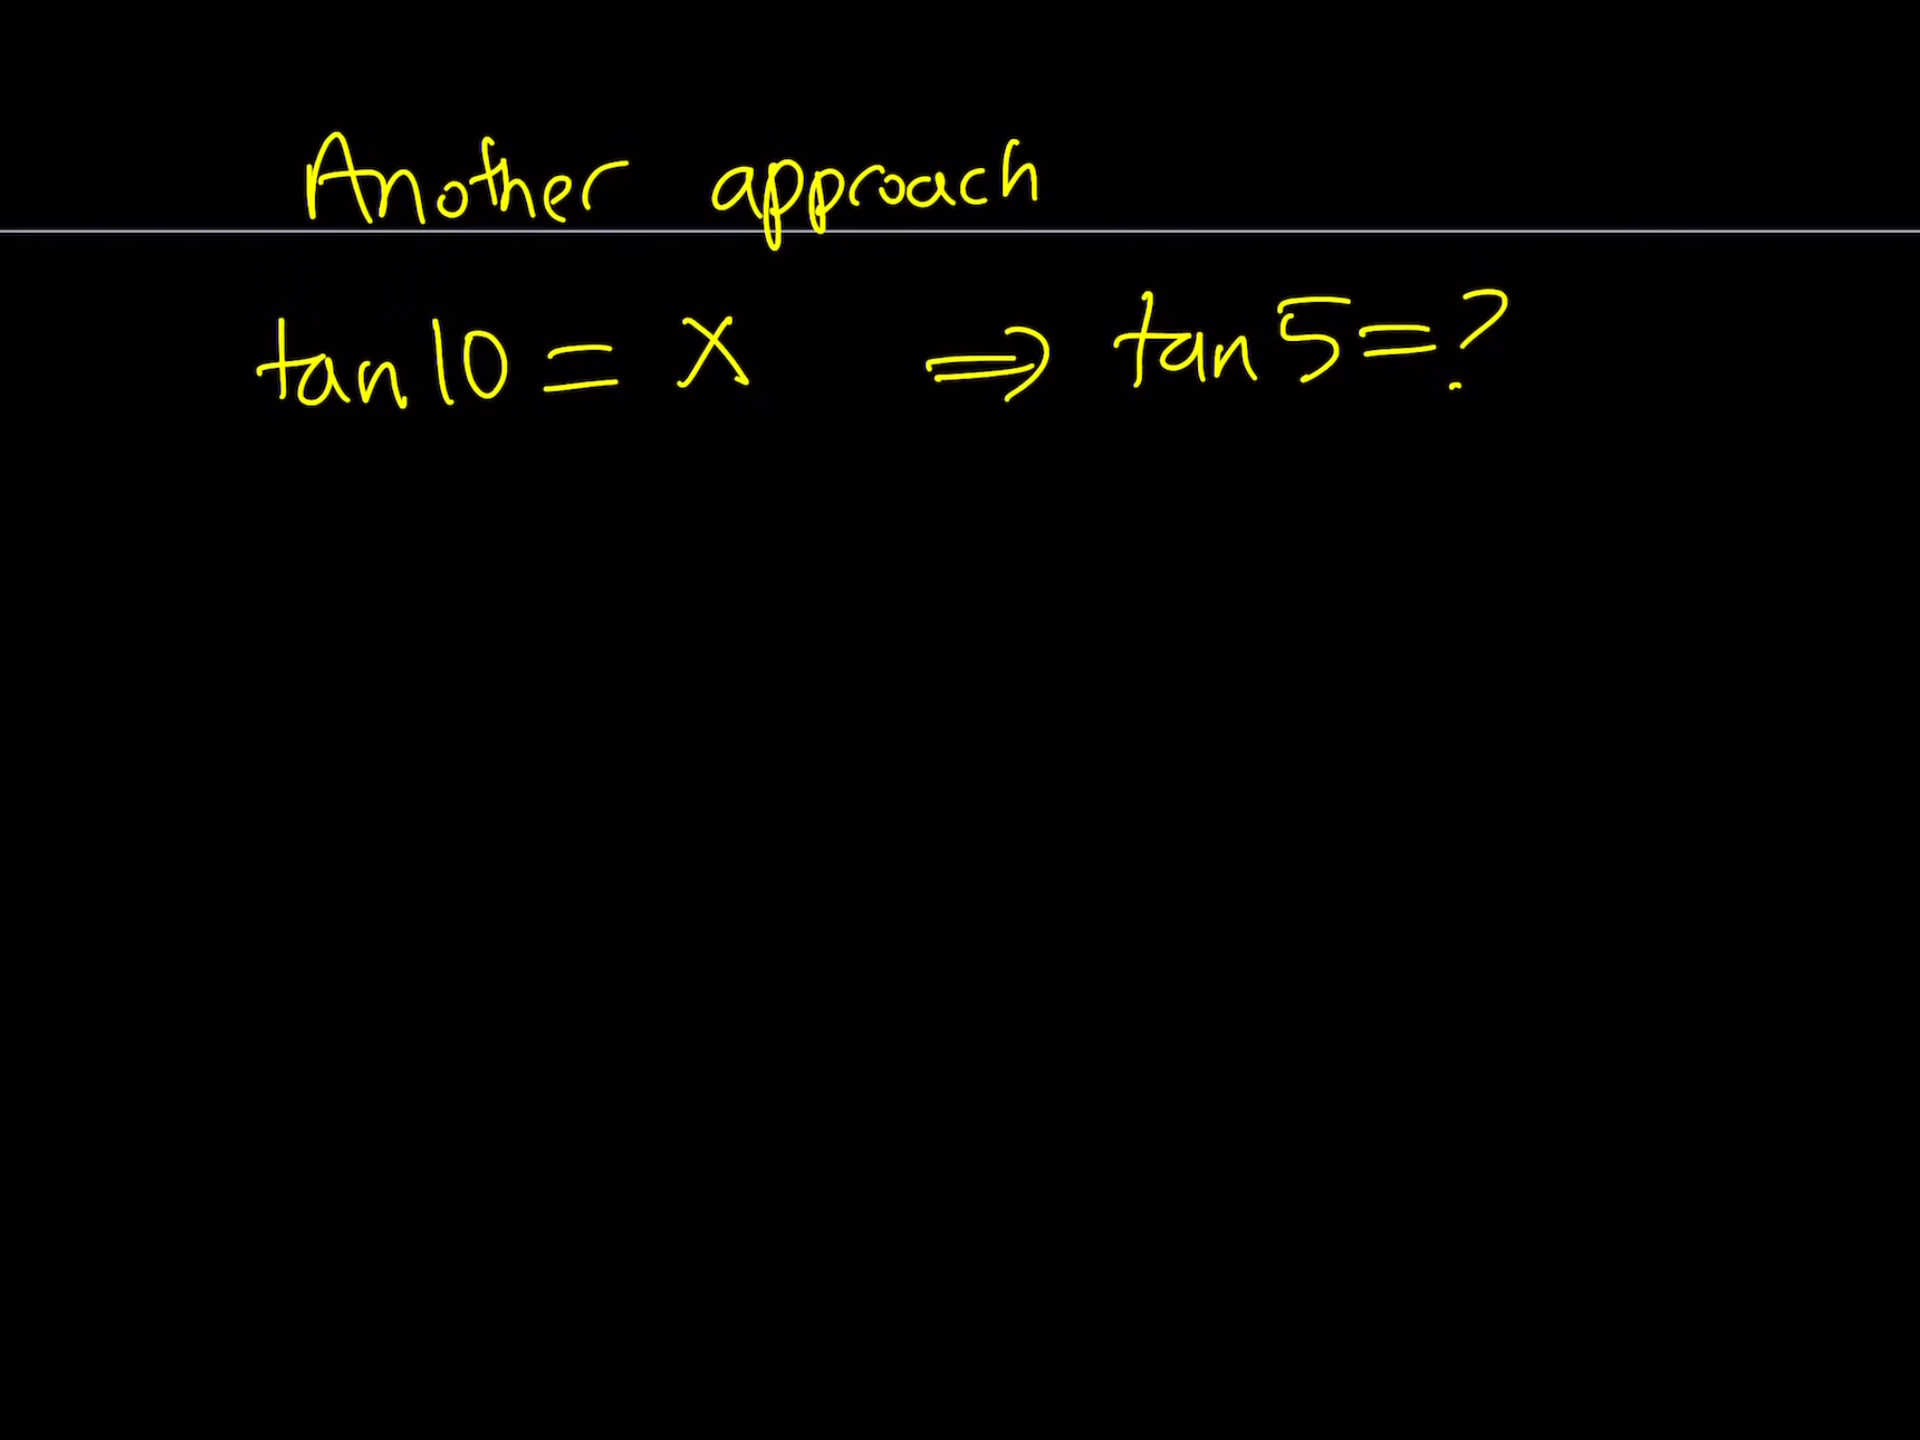 Another approach
tan 10 = x ⇒ tan 5 = ?